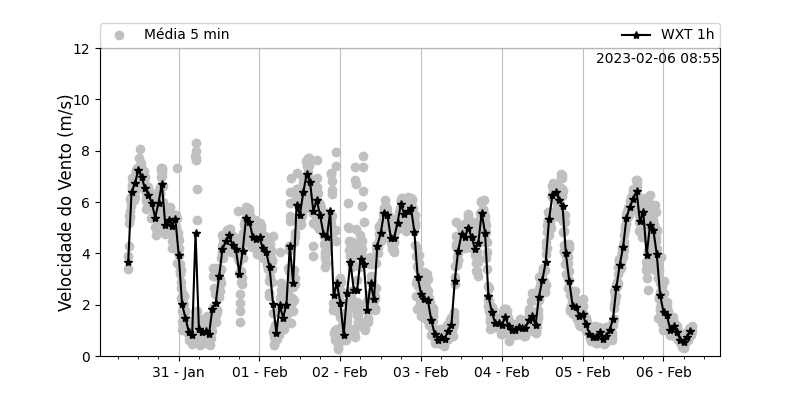 Média 5 min
WXT 1h
2023-02-06 08:55
Velocidade do Vento (m/s)
12
10
8
6
4
2
0
31 - Jan
01 - Feb
02 - Feb
03 - Feb
04 - Feb
05 - Feb
06 - Feb